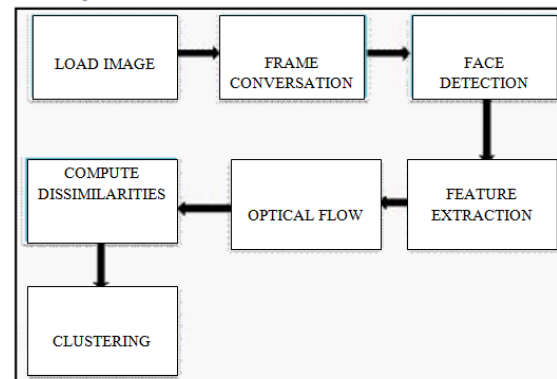 LOAD IMAGE
FRAME
CONVERSATION
FACE
DETECTION
FEATURE
EXTRACTION
OPTICAL FLOW
COMPUTE
DISSIMILARITIES
CLUSTERING